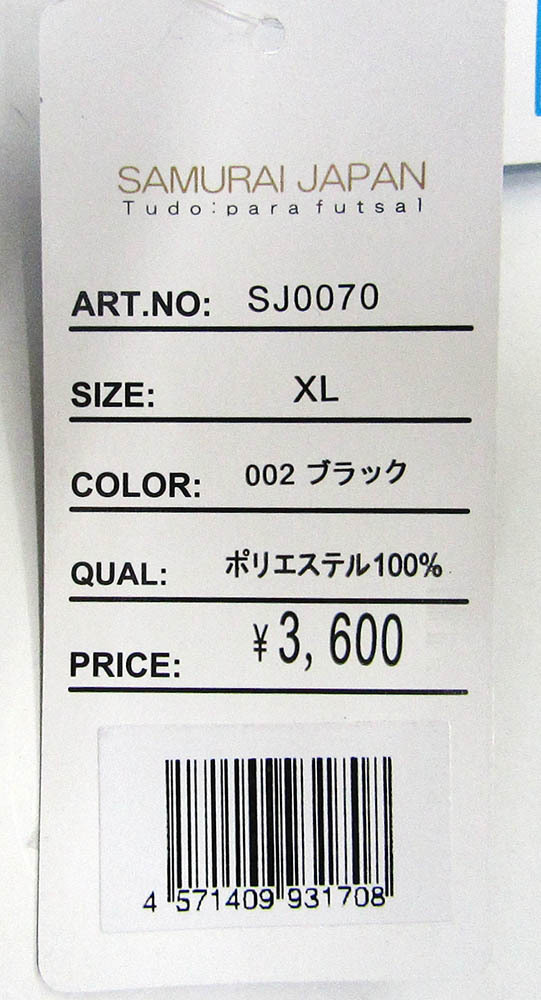 SAMURAI JAPAN
Tudo:para futsal
ART.NO: SJ0070
SIZE: XL
COLOR: 002 ブラック
QUAL: ポリエステル100%
PRICE: ¥3,600
4 571409 931708